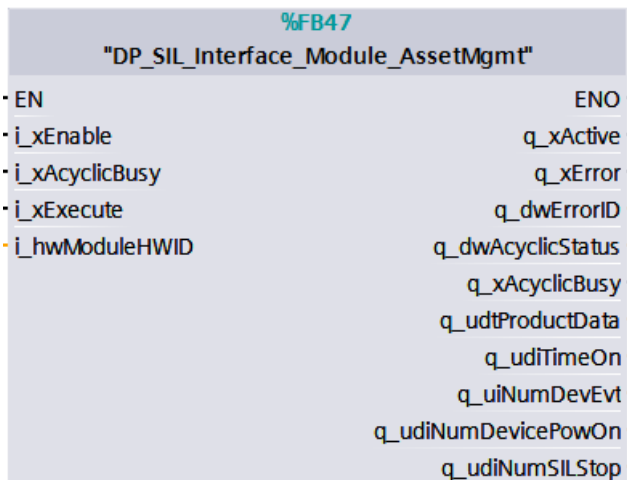 %FB47
"DP_SIL_Interface_Module_AssetMgmt"
EN ENO
i_xEnable q_xActive
i_xAcyclicBusy q_xError
i_xExecute q_dwErrorID
i_hwModuleHWID q_dwAcyclicStatus
q_xAcyclicBusy
q_udtProductData
q_udiTimeOn
q_uiNumDevEvt
q_udiNumDevicePowOn
q_udiNumSILStop